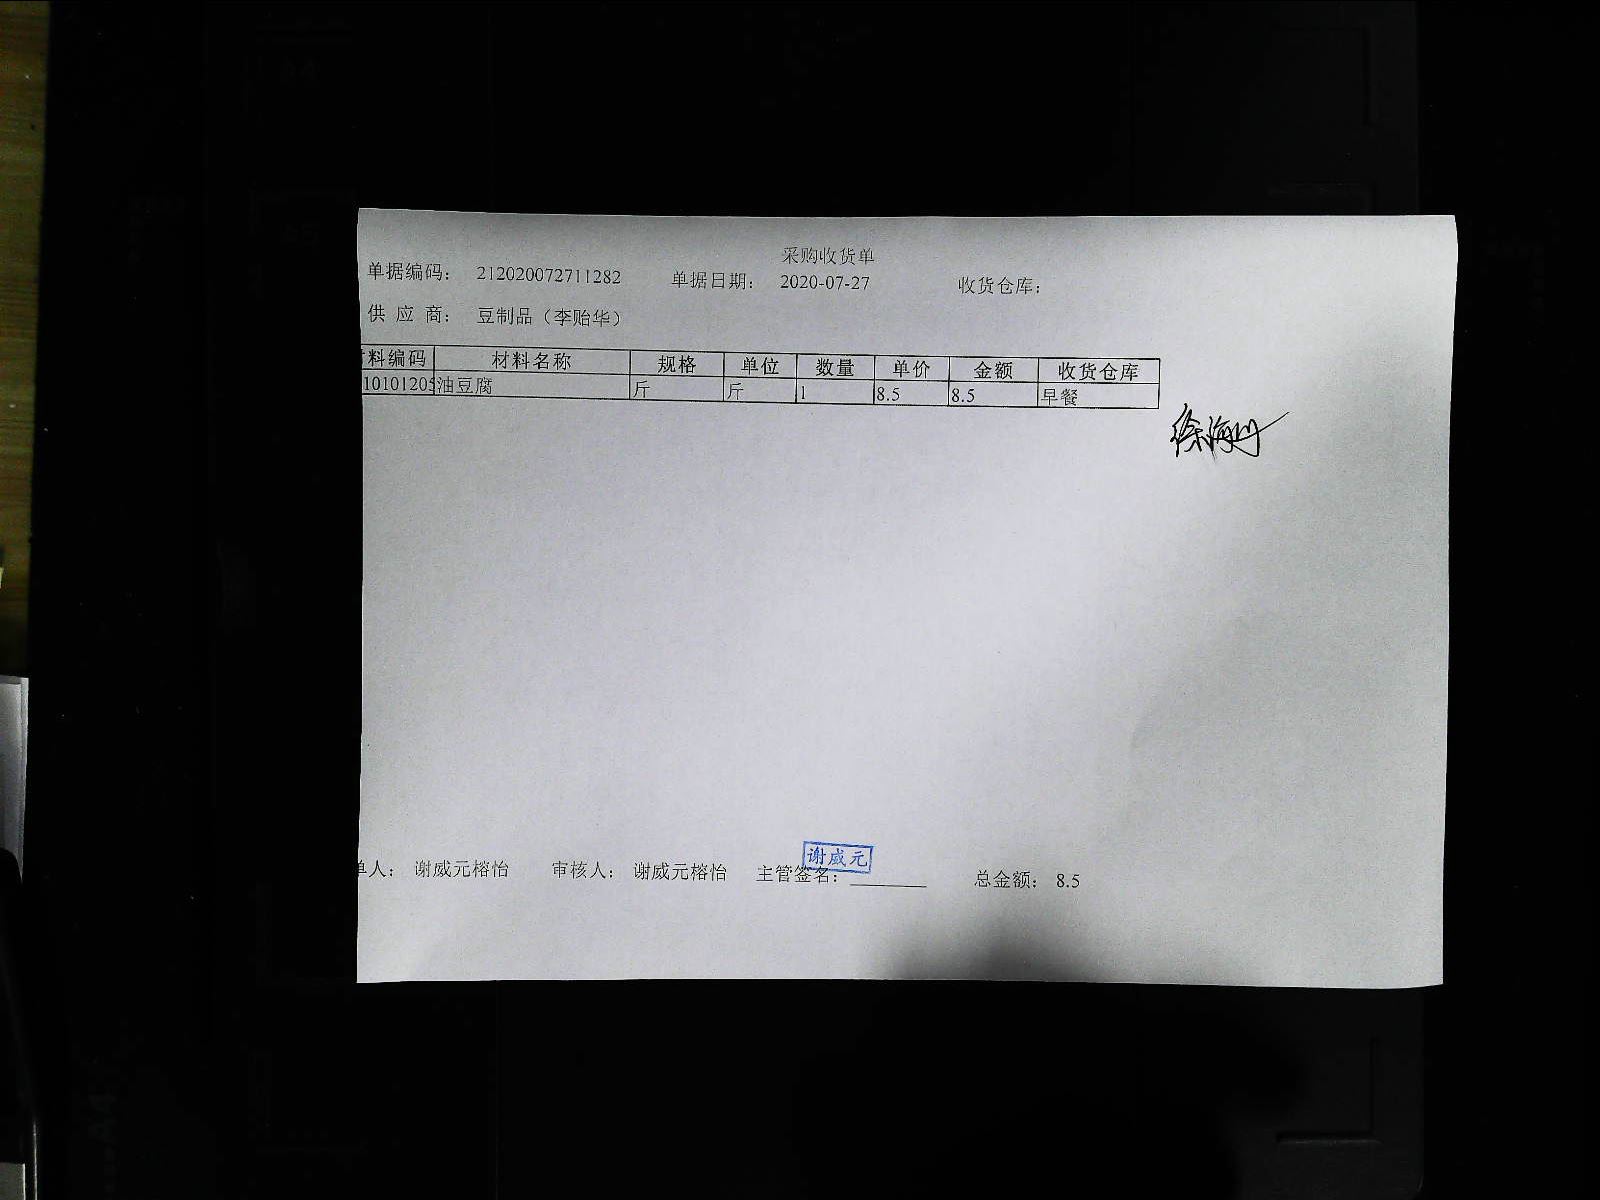 采购收货单
单据编码： 212020072711282 单据日期： 2020-07-27 收货仓库：
供 应 商： 豆制品（李贻华）
料编码 材料名称 规格 单位 数量 单价 金额 收货仓库
10101205 油豆腐 斤 斤 1 8.5 8.5 早餐
谢威元
单人： 谢威元榕怡 审核人： 谢威元榕怡 主管签名： 总金额： 8.5